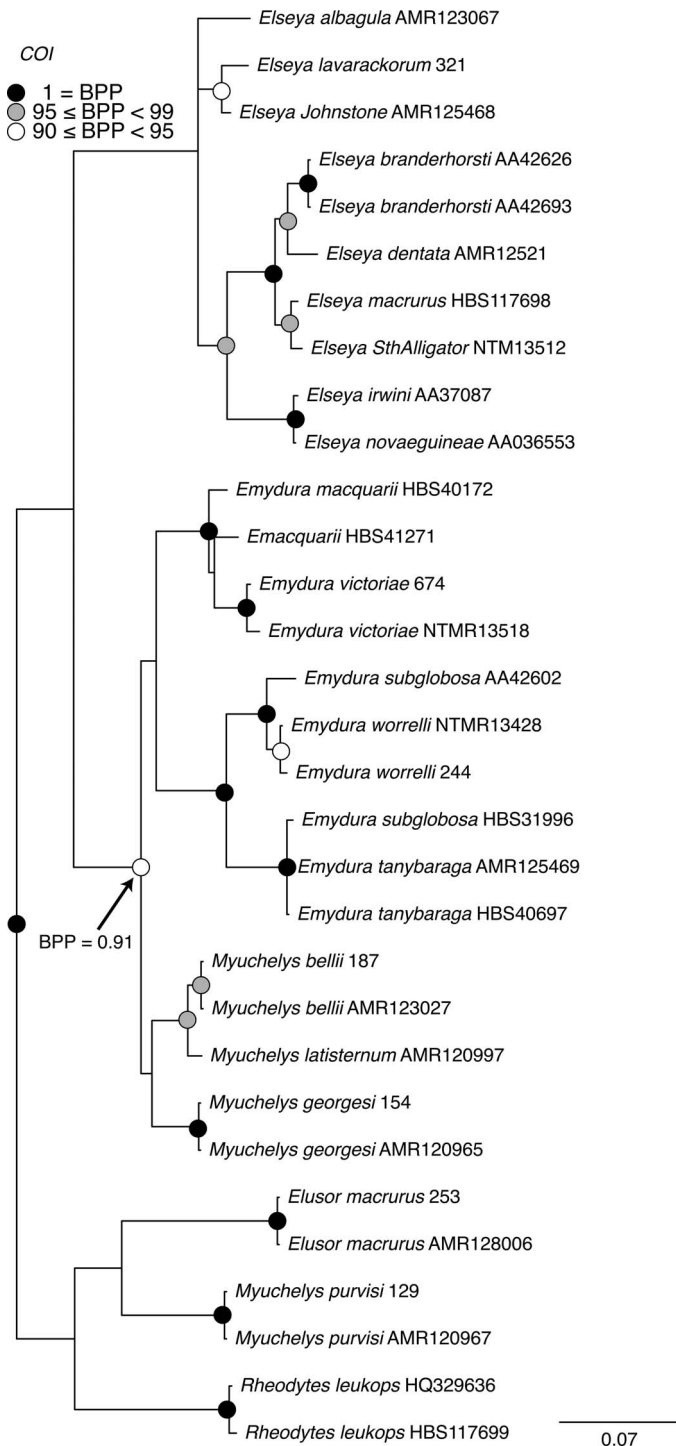 Elseya albagula AMR123067
COI
1 = BPP
95 ≤ BPP < 99
90 ≤ BPP < 95
Elseya lavarackorum 321
Elseya Johnstone AMR125468
Elseya branderhorsti AA42626
Elseya branderhorsti AA42693
Elseya dentata AMR12521
Elseya macrurus HBS117698
Elseya SthAlligator NTM13512
Elseya irwini AA37087
Elseya novaeguineae AA036553
Emydura macquarii HBS40172
Emacquarii HBS41271
Emydura victoriae 674
Emydura victoriae NTMR13518
Emydura subglobosa AA42602
Emydura worrelli NTMR13428
Emydura worrelli 244
Emydura subglobosa HBS31996
Emydura tanybaraga AMR125469
Emydura tanybaraga HBS40697
BPP = 0.91
Myuchelys bellii 187
Myuchelys bellii AMR123027
Myuchelys latisternum AMR120997
Myuchelys georgesi 154
Myuchelys georgesi AMR120965
Elusor macrurus 253
Elusor macrurus AMR128006
Myuchelys purvisi 129
Myuchelys purvisi AMR120967
Rheodytes leukops HQ329636
Rheodytes leukops HBS117699
0.07